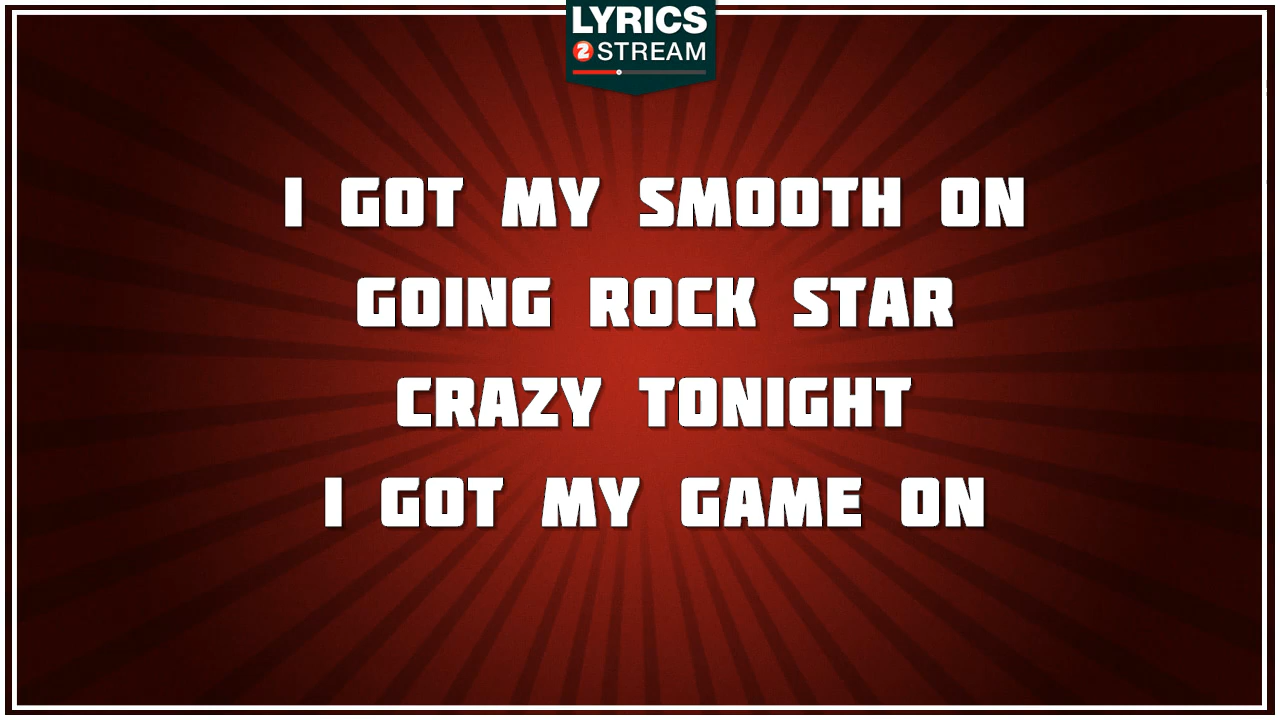 LYRICS
2 STREAM
I GOT MY SMOOTH ON
GOING ROCK STAR
CRAZY TONIGHT
I GOT MY GAME ON